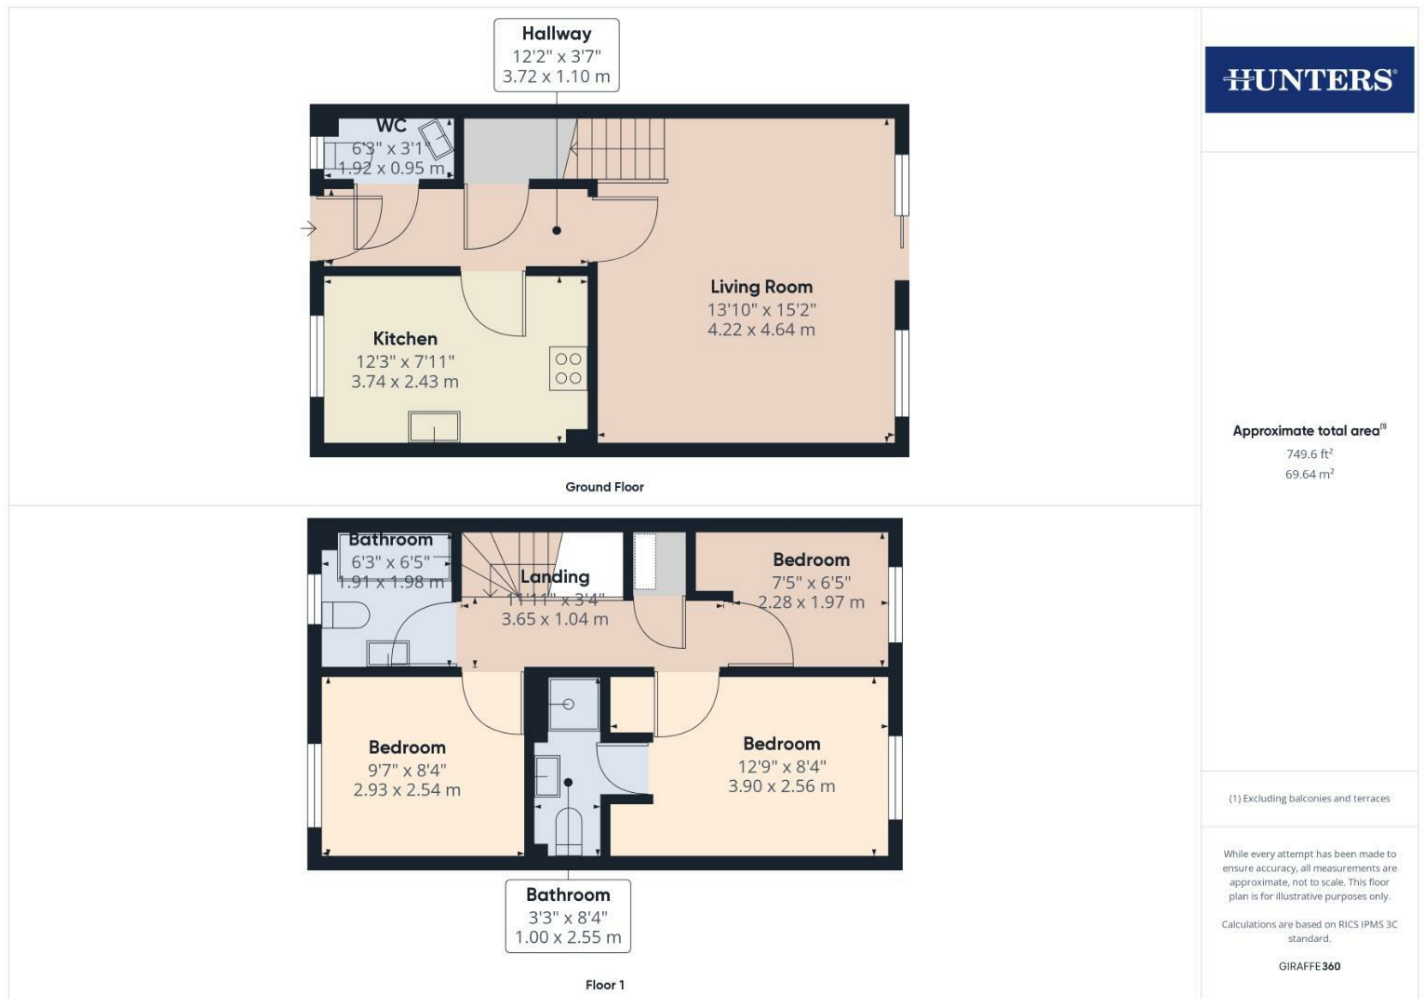 Hallway
12'2" x 3'7"
3.72 x 1.10 m
WC
6'3" x 3'1"
1.92 x 0.95 m
Living Room
13'10" x 15'2"
4.22 x 4.64 m
Kitchen
12'3" x 7'11"
3.74 x 2.43 m
Ground Floor
Bathroom
6'3" x 6'5"
1.91 x 1.98 m
Landing
11'11" x 3'4"
3.65 x 1.04 m
Bedroom
7'5" x 6'5"
2.28 x 1.97 m
Bedroom
9'7" x 8'4"
2.93 x 2.54 m
Bedroom
12'9" x 8'4"
3.90 x 2.56 m
Bathroom
3'3" x 8'4"
1.00 x 2.55 m
Floor 1
HUNTERS®
Approximate total area⁽¹⁾
749.6 ft²
69.64 m²
(1) Excluding balconies and terraces
While every attempt has been made to
ensure accuracy, all measurements are
approximate, not to scale. This floor
plan is for illustrative purposes only.
Calculations are based on RICS IPMS 3C
standard.
GIRAFFE360